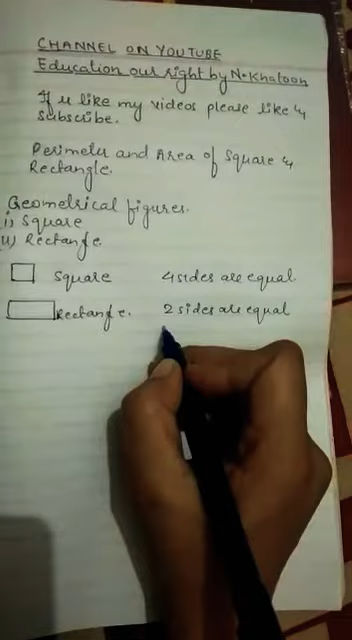 CHANNEL ON YOUTUBE
Education our right by N. Khatoon
If u like my videos please like &
Subscribe.
Perimeter and Area of Square &
Rectangle.
Geometrical figures.
(i) Square
(ii) Rectangle
Square 4 sides are equal.
Rectangle. 2 sides are equal